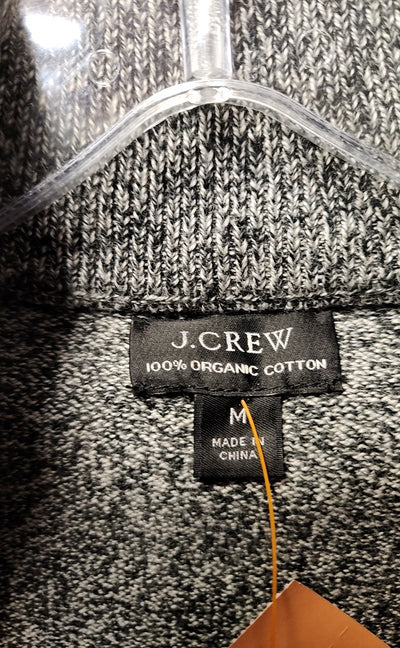 J.CREW
100% ORGANIC COTTON
M
MADE IN
CHINA